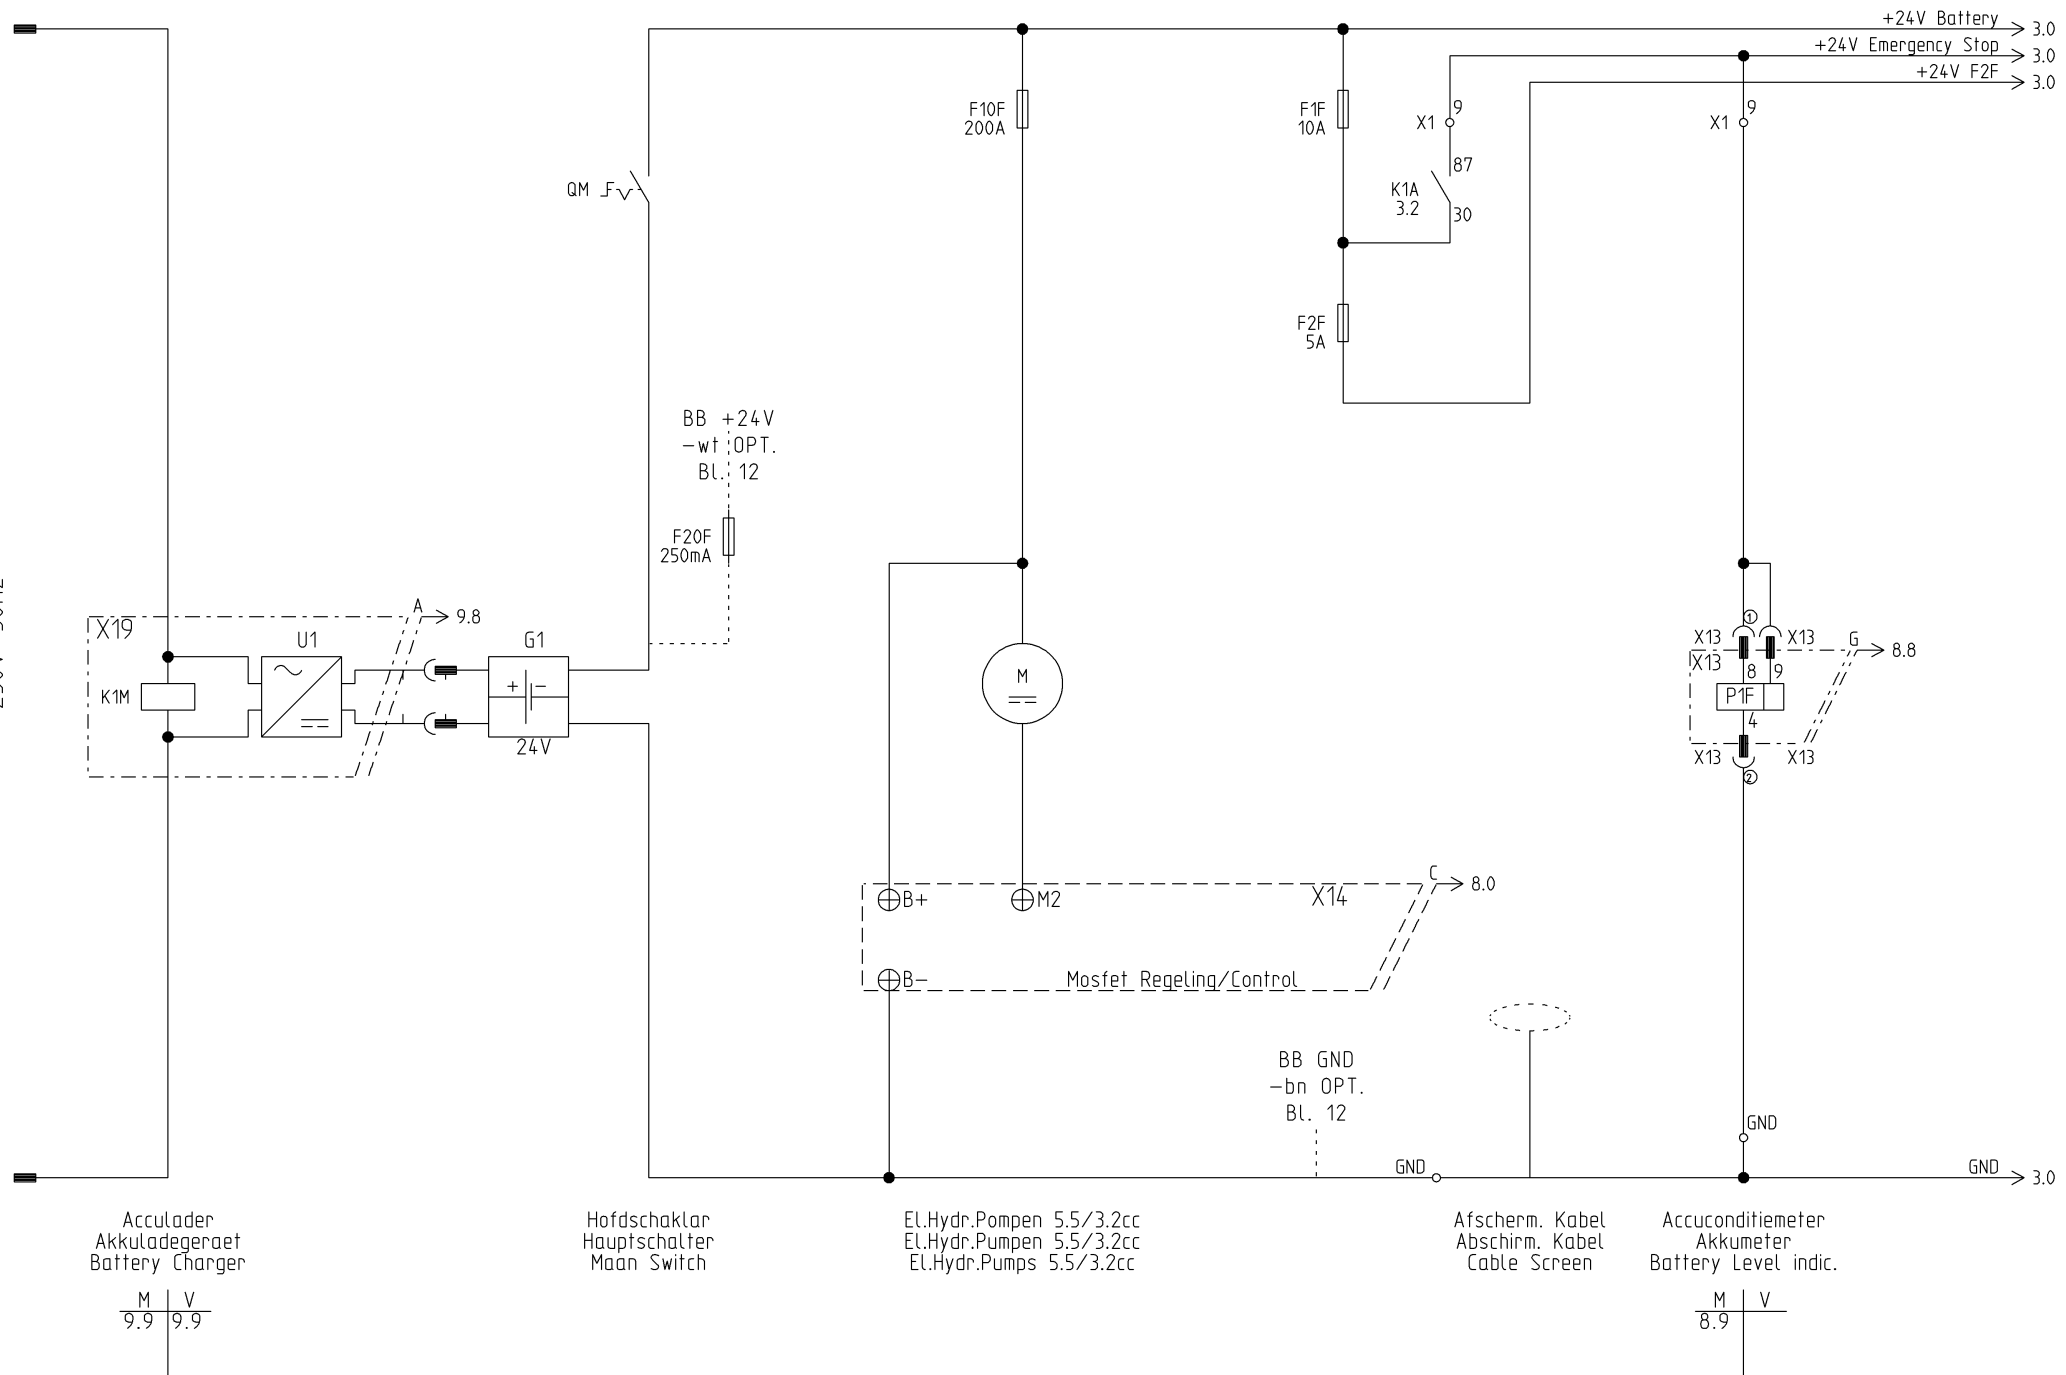 +24V Battery
3.0
+24V Emergency Stop
3.0
+24V F2F
3.0
F10F
200A
F1F
10A
9
X1
9
X1
87
K1A
3.2
30
QM
F2F
5A
BB +24V
-wt OPT.
Bl. 12
F20F
250mA
A
9.8
X19
U1
G1
K1M
+
-
24V
M
1
X13
X13
G
8.8
X13
8
9
P1F
4
X13
X13
2
C
8.0
B+
M2
X14
B-
Mosfet Regeling/Control
BB GND
-bn OPT.
Bl. 12
GND
GND
GND
3.0
Acculader
Akkuladegeraet
Battery Charger
Hofdschaklar
Hauptschalter
Maan Switch
El.Hydr.Pompen 5.5/3.2cc
El.Hydr.Pumpen 5.5/3.2cc
El.Hydr.Pumps 5.5/3.2cc
Afscherm. Kabel
Abschirm. Kabel
Cable Screen
Accuconditiemeter
Akkumeter
Battery Level indic.
M V
9.9 9.9
M V
8.9